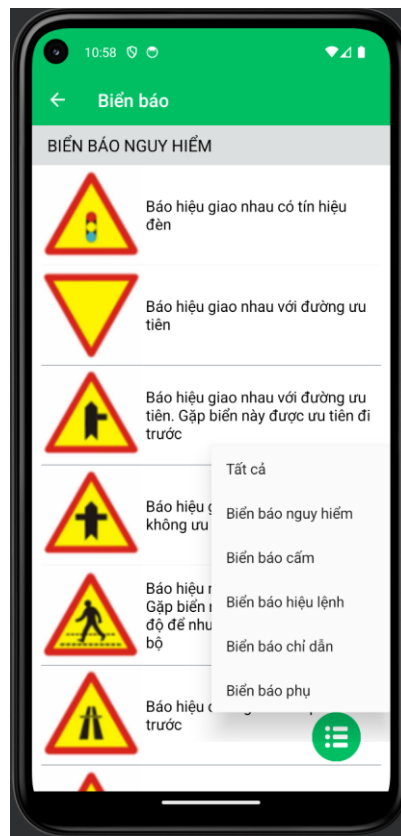 10:58
Biển báo
BIỂN BÁO NGUY HIỂM
Báo hiệu giao nhau có tín hiệu
đèn
Báo hiệu giao nhau với đường ưu
tiên
Báo hiệu giao nhau với đường ưu
tiên. Gặp biển này được ưu tiên đi
trước
Báo hiệu
không ưu
Báo hiệu
Gặp biển
độ để
bộ
Báo hiệu
trước
Tất cả
Biển báo nguy hiểm
Biển báo cấm
Biển báo hiệu lệnh
Biển báo chỉ dẫn
Biển báo phụ